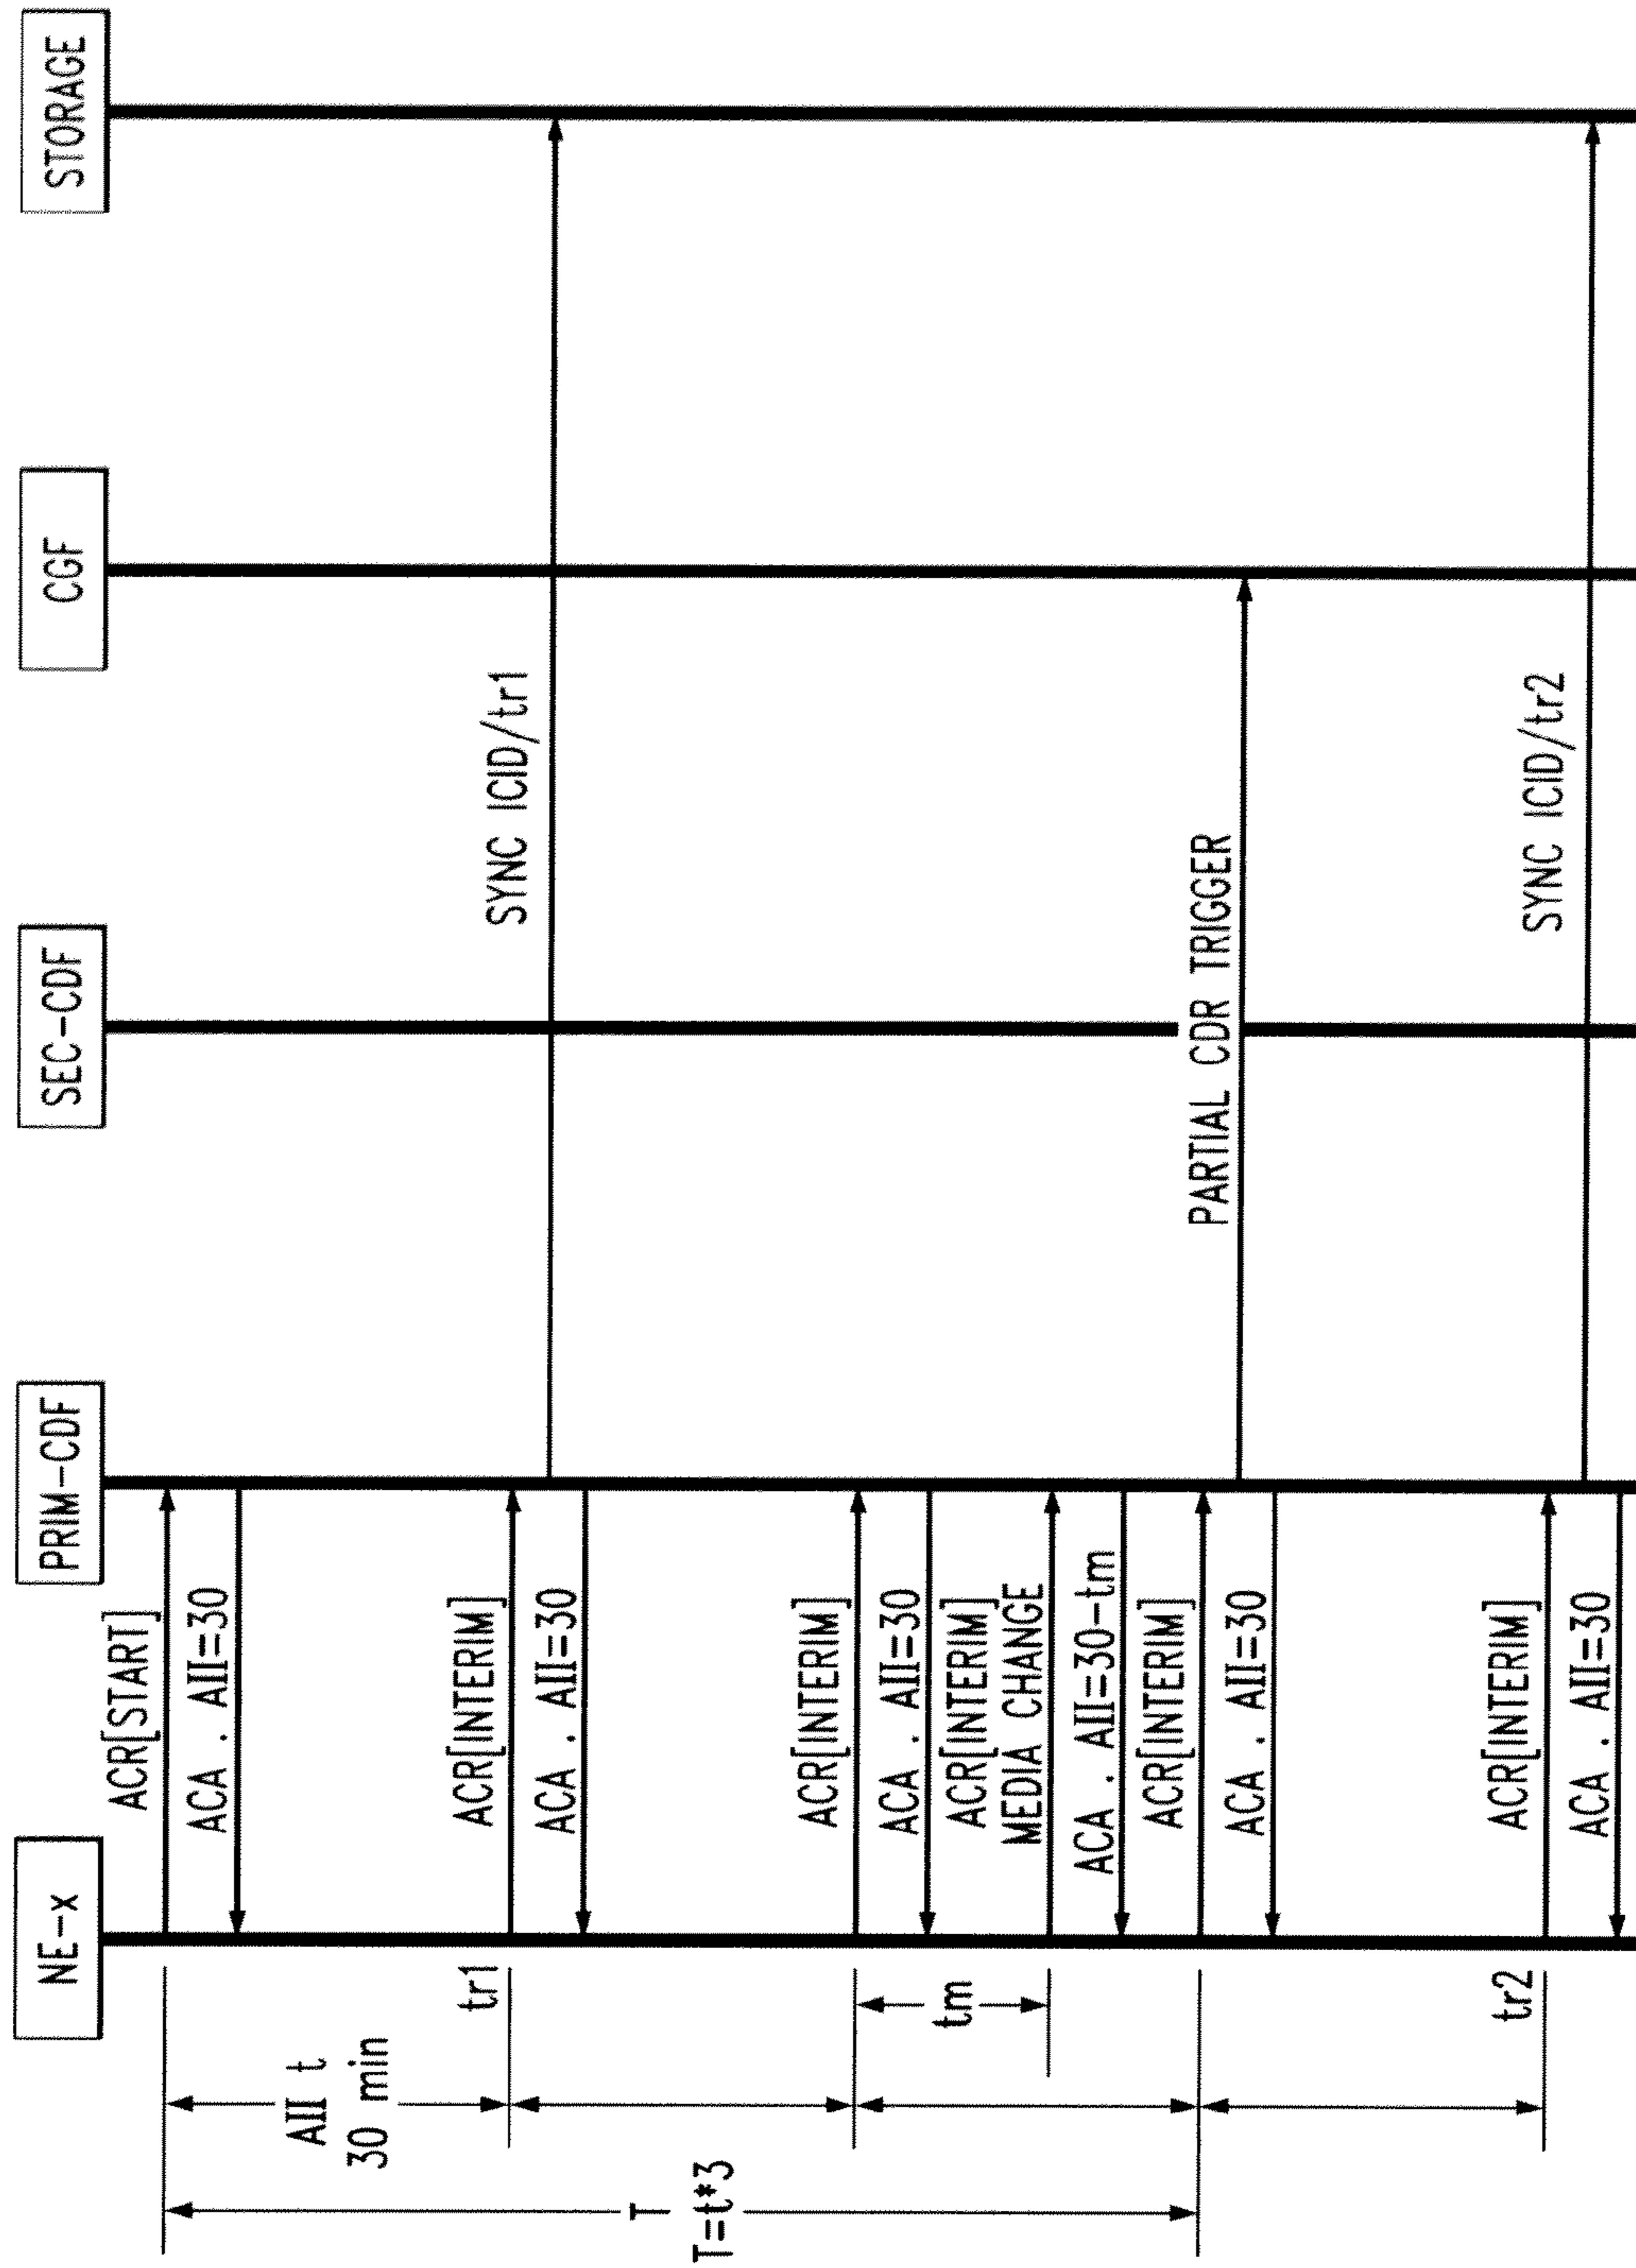 NE-x
PRIM-CDF
SEC-CDF
CGF
STORAGE
ACR[START]
ACA . AII=30
AII t
30 min
tr1
ACR[INTERIM]
SYNC ICID/tr1
ACA . AII=30
T
T=t*3
ACR[INTERIM]
ACA . AII=30
tm
ACR[INTERIM]
MEDIA CHANGE
ACA . AII=30-tm
ACR[INTERIM]
PARTIAL CDR TRIGGER
ACA . AII=30
tr2
ACR[INTERIM]
SYNC ICID/tr2
ACA . AII=30